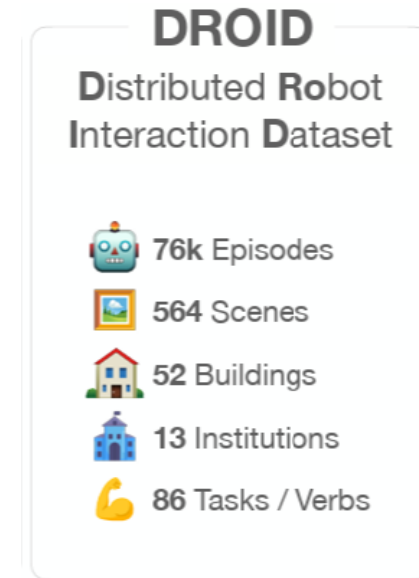 DROID
Distributed Robot
Interaction Dataset
76k Episodes
564 Scenes
52 Buildings
13 Institutions
86 Tasks / Verbs